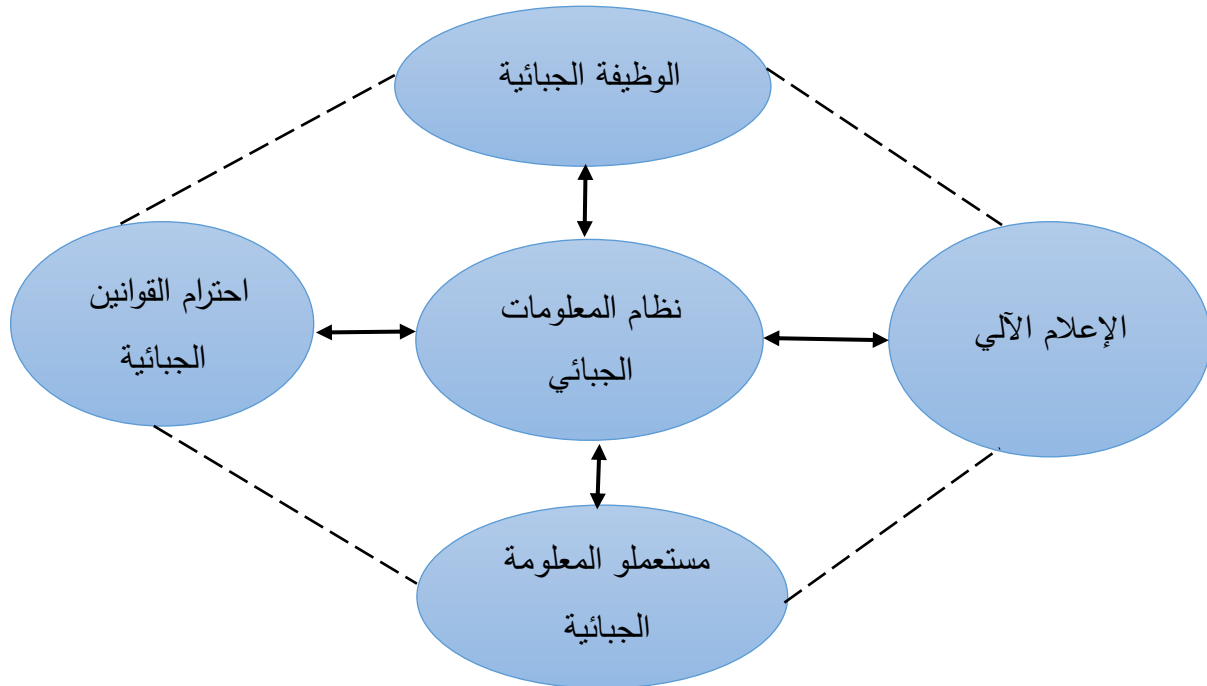 الوظيفة الجبائية
احترام القوانين
الجبائية
نظام المعلومات
الجبائي
الإعلام الآلي
مستعملو المعلومة
الجبائية